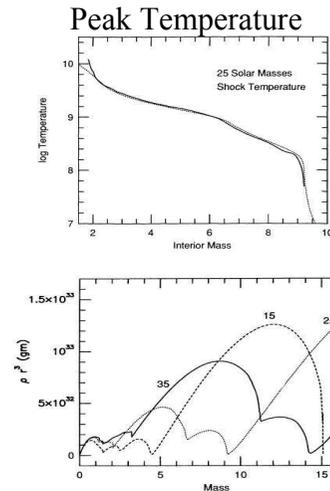 Peak Temperature
10
25 Solar Masses
Shock Temperature
9
log Temperature
8
7
2 4 6 8 10
Interior Mass
1.5×10³³
15
2
10³³
35
ρ r³ (gm)
5×10³²
0
0 5 10 15
Mass